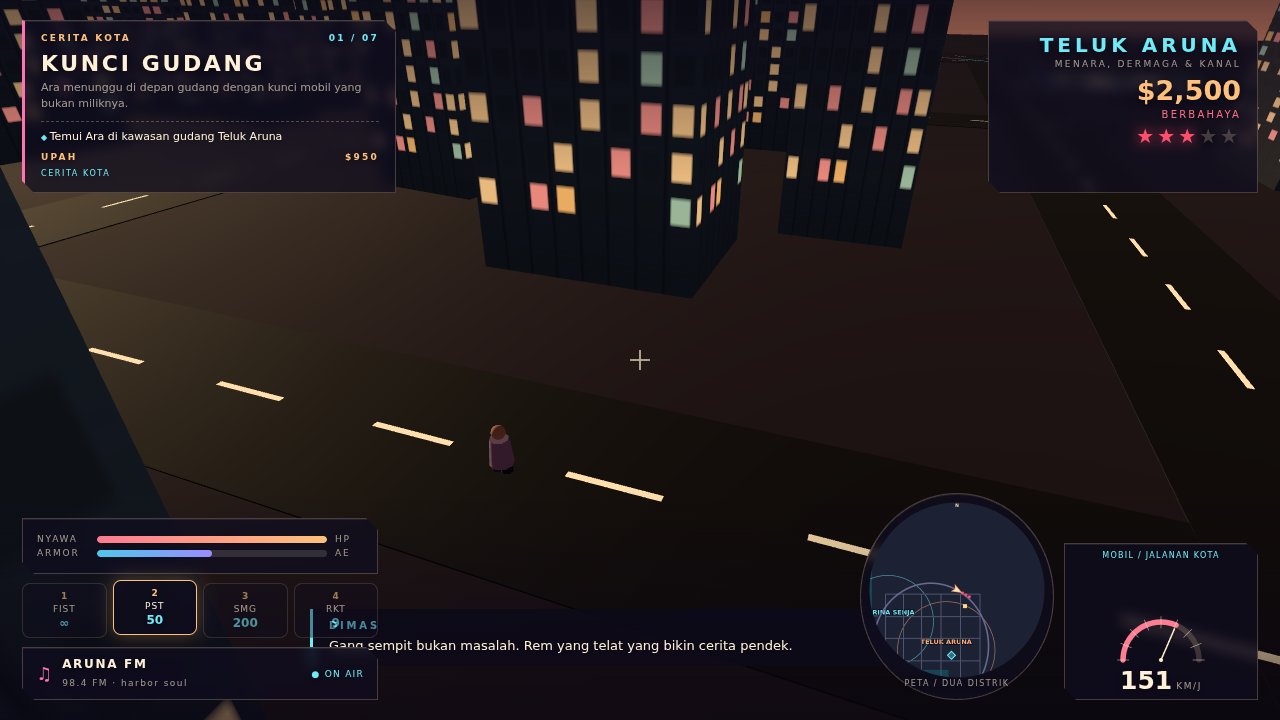 CERITA KOTA 01 / 07
KUNCI GUDANG
Ara menunggu di depan gudang dengan kunci mobil yang
bukan miliknya.
◆ Temui Ara di kawasan gudang Teluk Aruna
UPAH $950
CERITA KOTA
TELUK ARUNA
MENARA, DERMAGA & KANAL
$2,500
BERBAHAYA
★★★★★
NYAWA HP
ARMOR AE
1 2 3 4
FIST PST SMG RKT
∞ 50 200 9
DIMAS
Gang sempit bukan masalah. Rem yang telat yang bikin cerita pendek.
ARUNA FM
98.4 FM · harbor soul
● ON AIR
N
RINA SENJA
TELUK ARUNA
PETA / DUA DISTRIK
MOBIL / JALANAN KOTA
151 KM/J